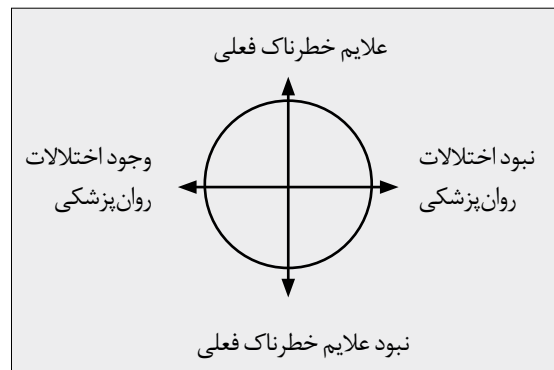 علایم خطرناک فعلی
نبود اختلالات
روان‌پزشکی
وجود اختلالات
روان‌پزشکی
نبود علایم خطرناک فعلی